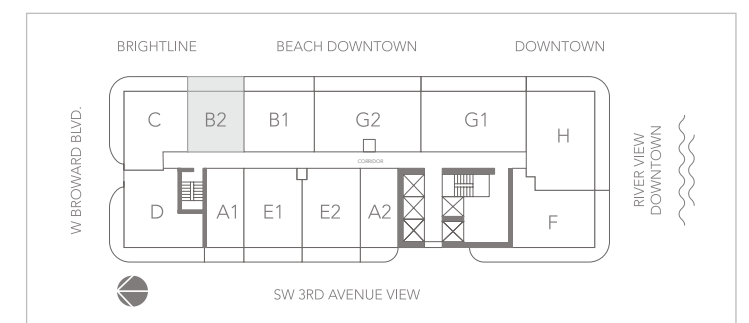 BRIGHTLINE BEACH DOWNTOWN DOWNTOWN
W BROWARD BLVD.
C B2 B1 G2 G1 H
CORRIDOR
D A1 E1 E2 A2 F
RIVER VIEW
DOWNTOWN
SW 3RD AVENUE VIEW